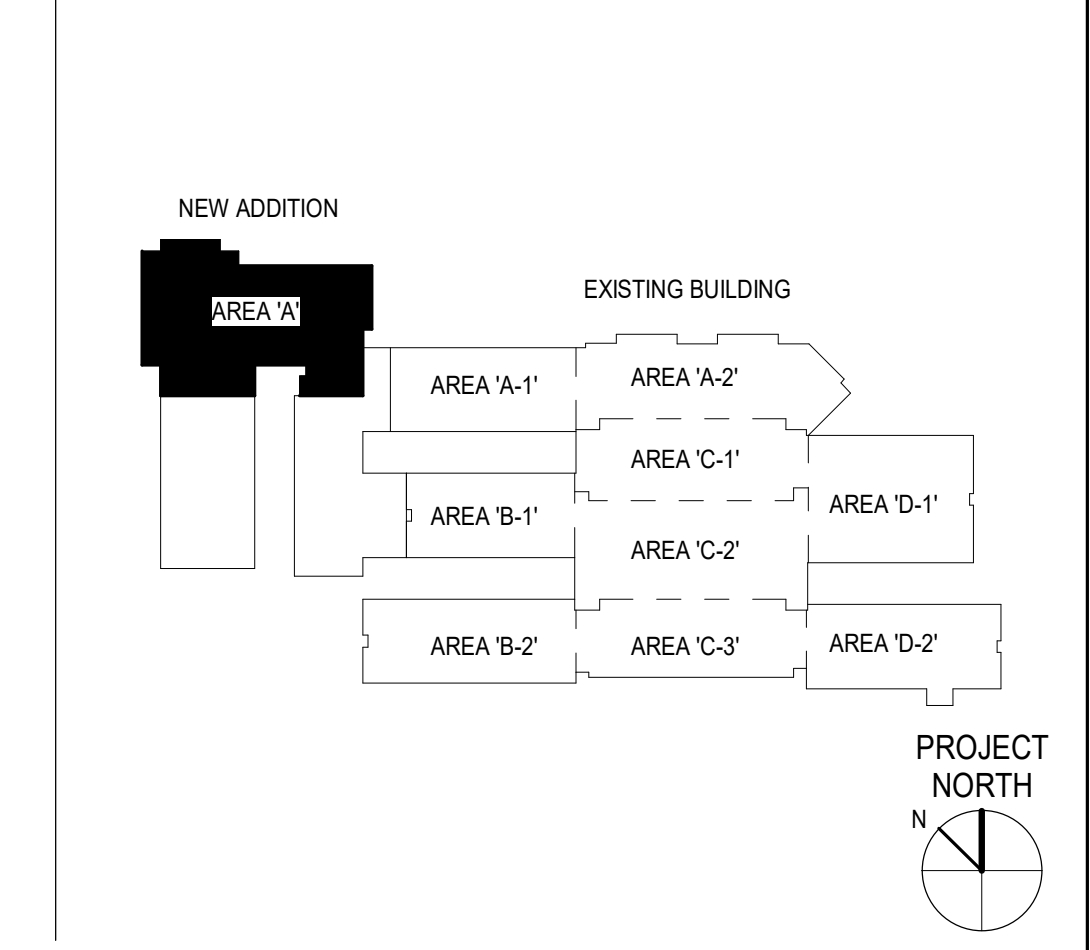 NEW ADDITION
AREA 'A'
EXISTING BUILDING
AREA 'A-1'
AREA 'A-2'
AREA 'C-1'
AREA 'D-1'
AREA 'B-1'
AREA 'C-2'
AREA 'B-2'
AREA 'C-3'
AREA 'D-2'
PROJECT
NORTH
N